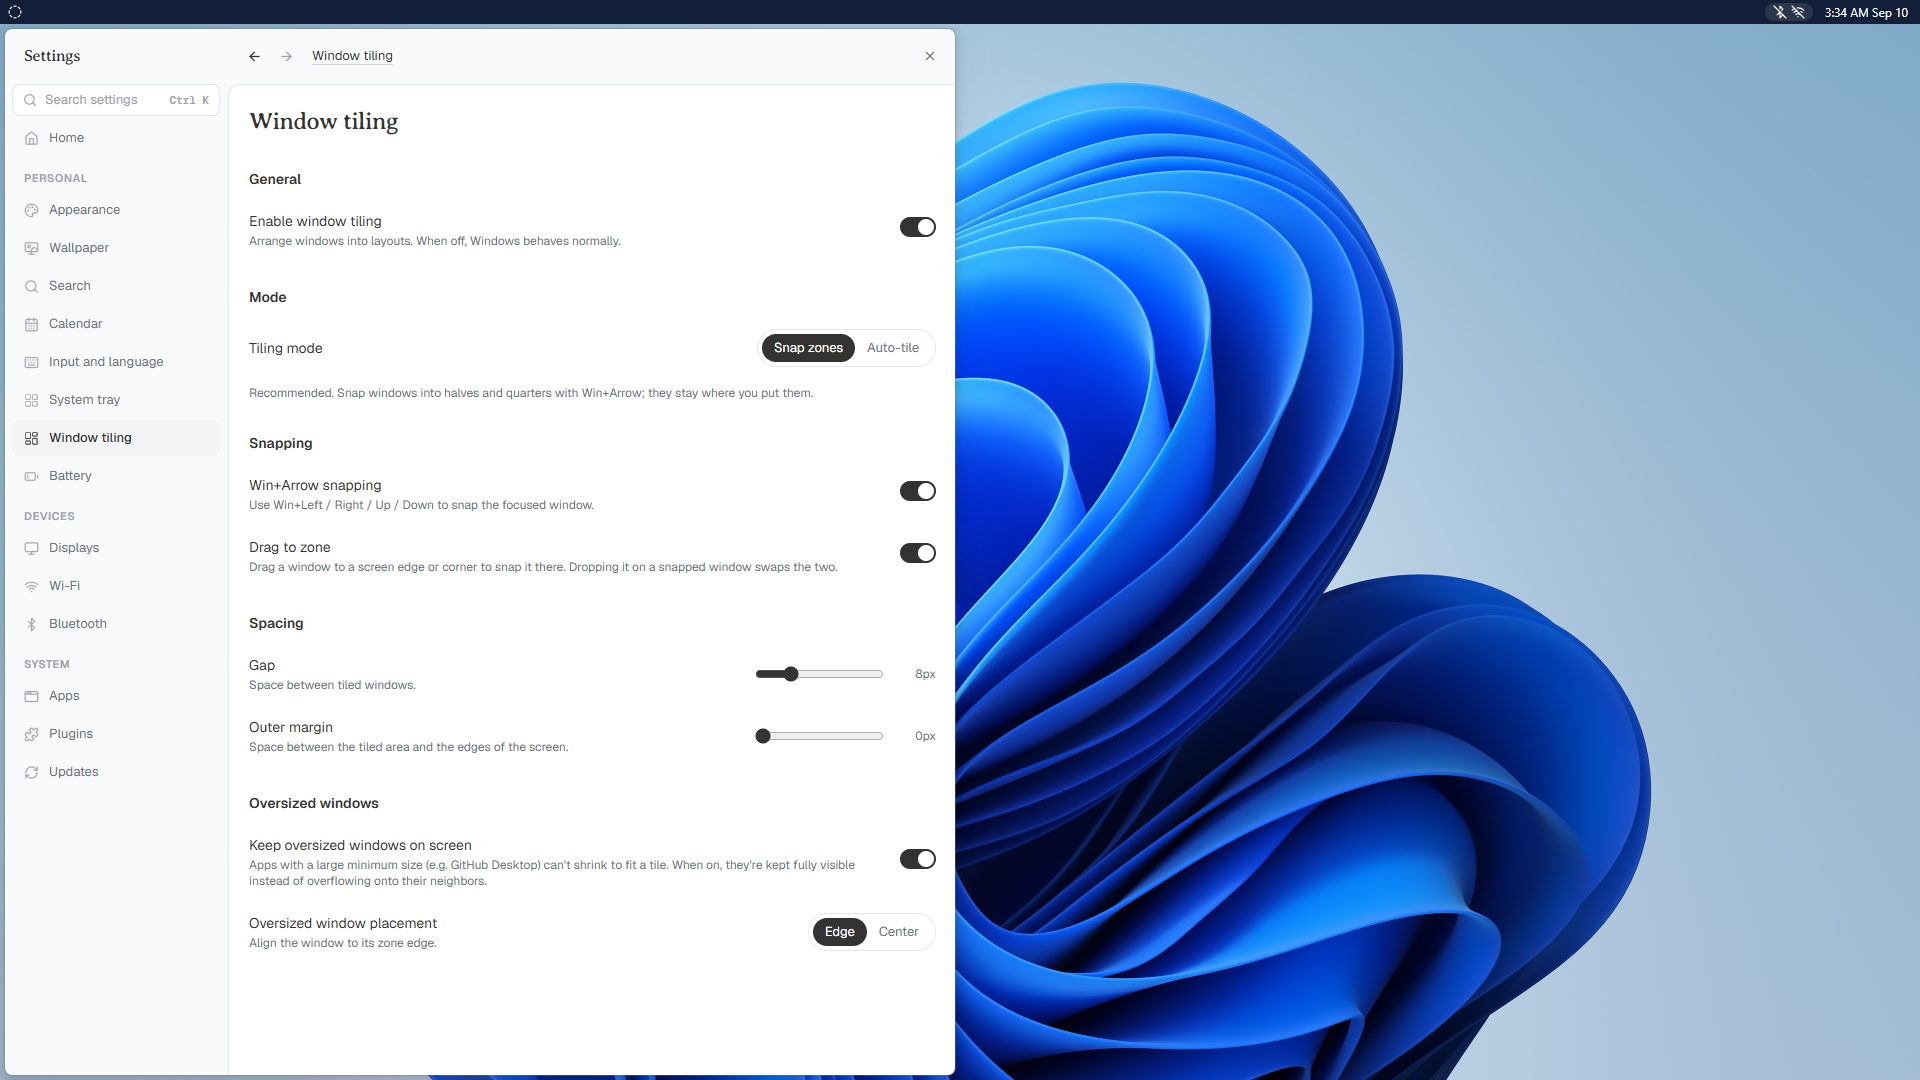 3:34 AM Sep 10
Settings
Window tiling
Search settings Ctrl K
Home
PERSONAL
Appearance
Wallpaper
Search
Calendar
Input and language
System tray
Window tiling
Battery
DEVICES
Displays
Wi-Fi
Bluetooth
SYSTEM
Apps
Plugins
Updates
Window tiling
General
Enable window tiling
Arrange windows into layouts. When off, Windows behaves normally.
Mode
Tiling mode
Snap zones Auto-tile
Recommended. Snap windows into halves and quarters with Win+Arrow; they stay where you put them.
Snapping
Win+Arrow snapping
Use Win+Left / Right / Up / Down to snap the focused window.
Drag to zone
Drag a window to a screen edge or corner to snap it there. Dropping it on a snapped window swaps the two.
Spacing
Gap
Space between tiled windows.
8px
Outer margin
Space between the tiled area and the edges of the screen.
0px
Oversized windows
Keep oversized windows on screen
Apps with a large minimum size (e.g. GitHub Desktop) can't shrink to fit a tile. When on, they're kept fully visible
instead of overflowing onto their neighbors.
Oversized window placement
Align the window to its zone edge.
Edge Center